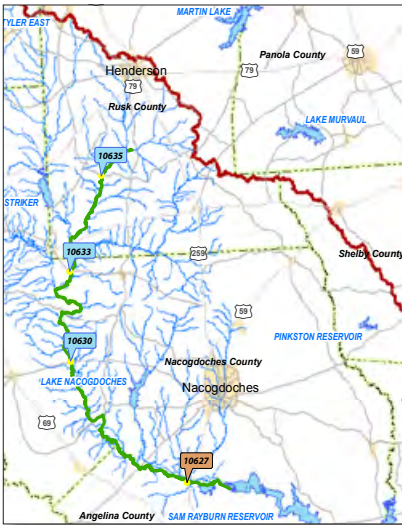 MARTIN LAKE
TYLER EAST
Panola County
59
Henderson
79
79
Rusk County
LAKE MURVAUL
10635
STRIKER
10633
259
Shelby County
59
PINKSTON RESERVOIR
10630
Nacogdoches County
LAKE NACOGDOCHES
Nacogdoches
69
10627
Angelina County
SAM RAYBURN RESERVOIR